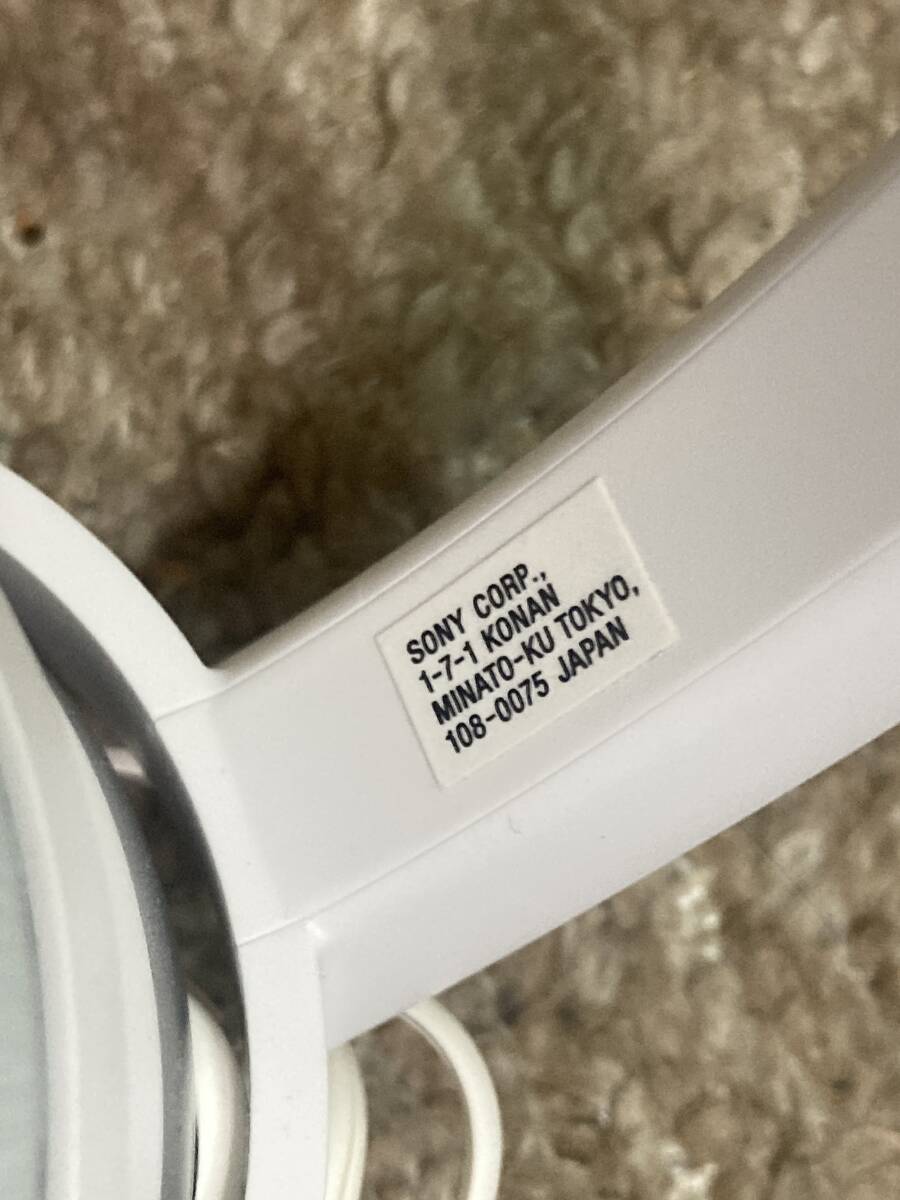 SONY CORP.,
1-7-1 KONAN
MINATO-KU TOKYO,
108-0075 JAPAN